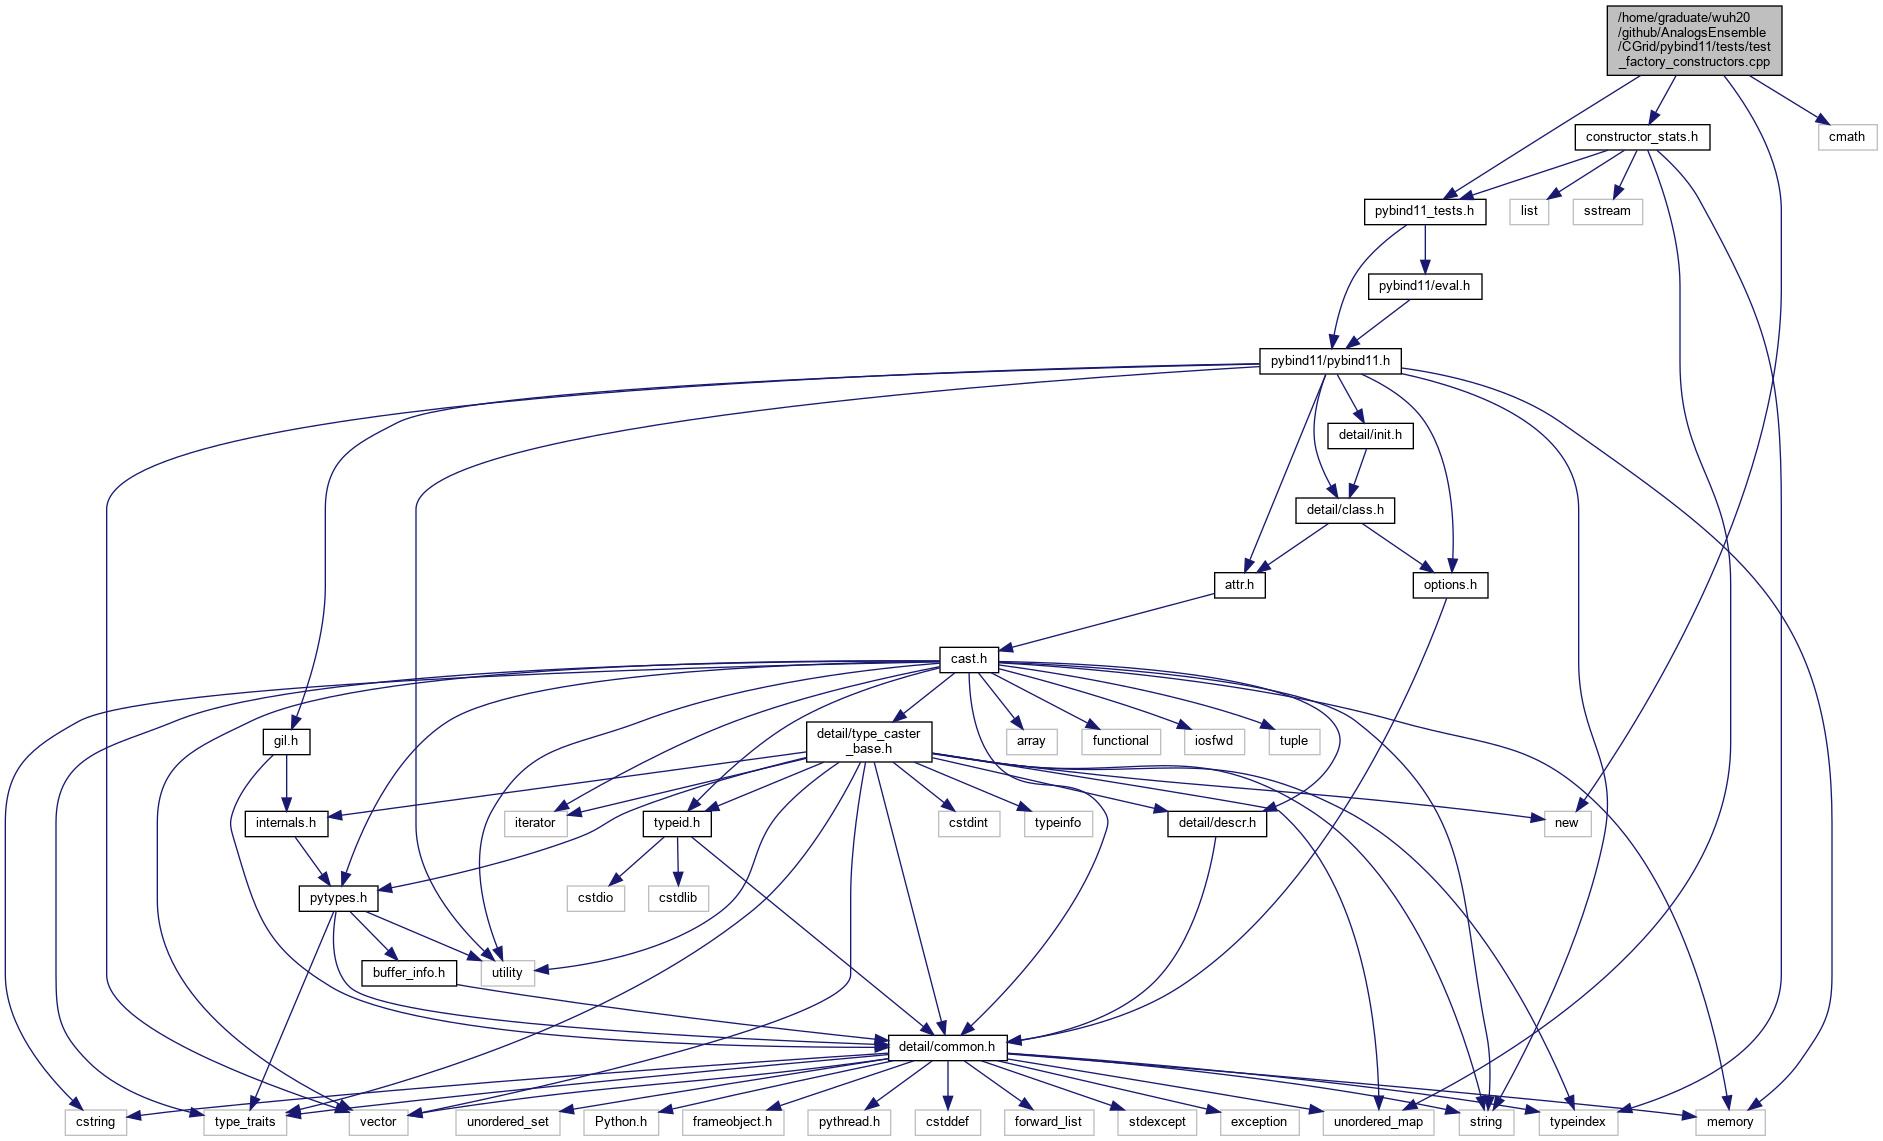 /home/graduate/wuh20
/github/AnalogsEnsemble
/CGrid/pybind11/tests/test
_factory_constructors.cpp
constructor_stats.h
cmath
pybind11_tests.h
list
sstream
pybind11/eval.h
pybind11/pybind11.h
detail/init.h
detail/class.h
attr.h
options.h
cast.h
gil.h
detail/type_caster
_base.h
array
functional
iosfwd
tuple
internals.h
iterator
typeid.h
cstdint
typeinfo
detail/descr.h
new
pytypes.h
cstdio
cstdlib
buffer_info.h
utility
detail/common.h
cstring
type_traits
vector
unordered_set
Python.h
frameobject.h
pythread.h
cstddef
forward_list
stdexcept
exception
unordered_map
string
typeindex
memory